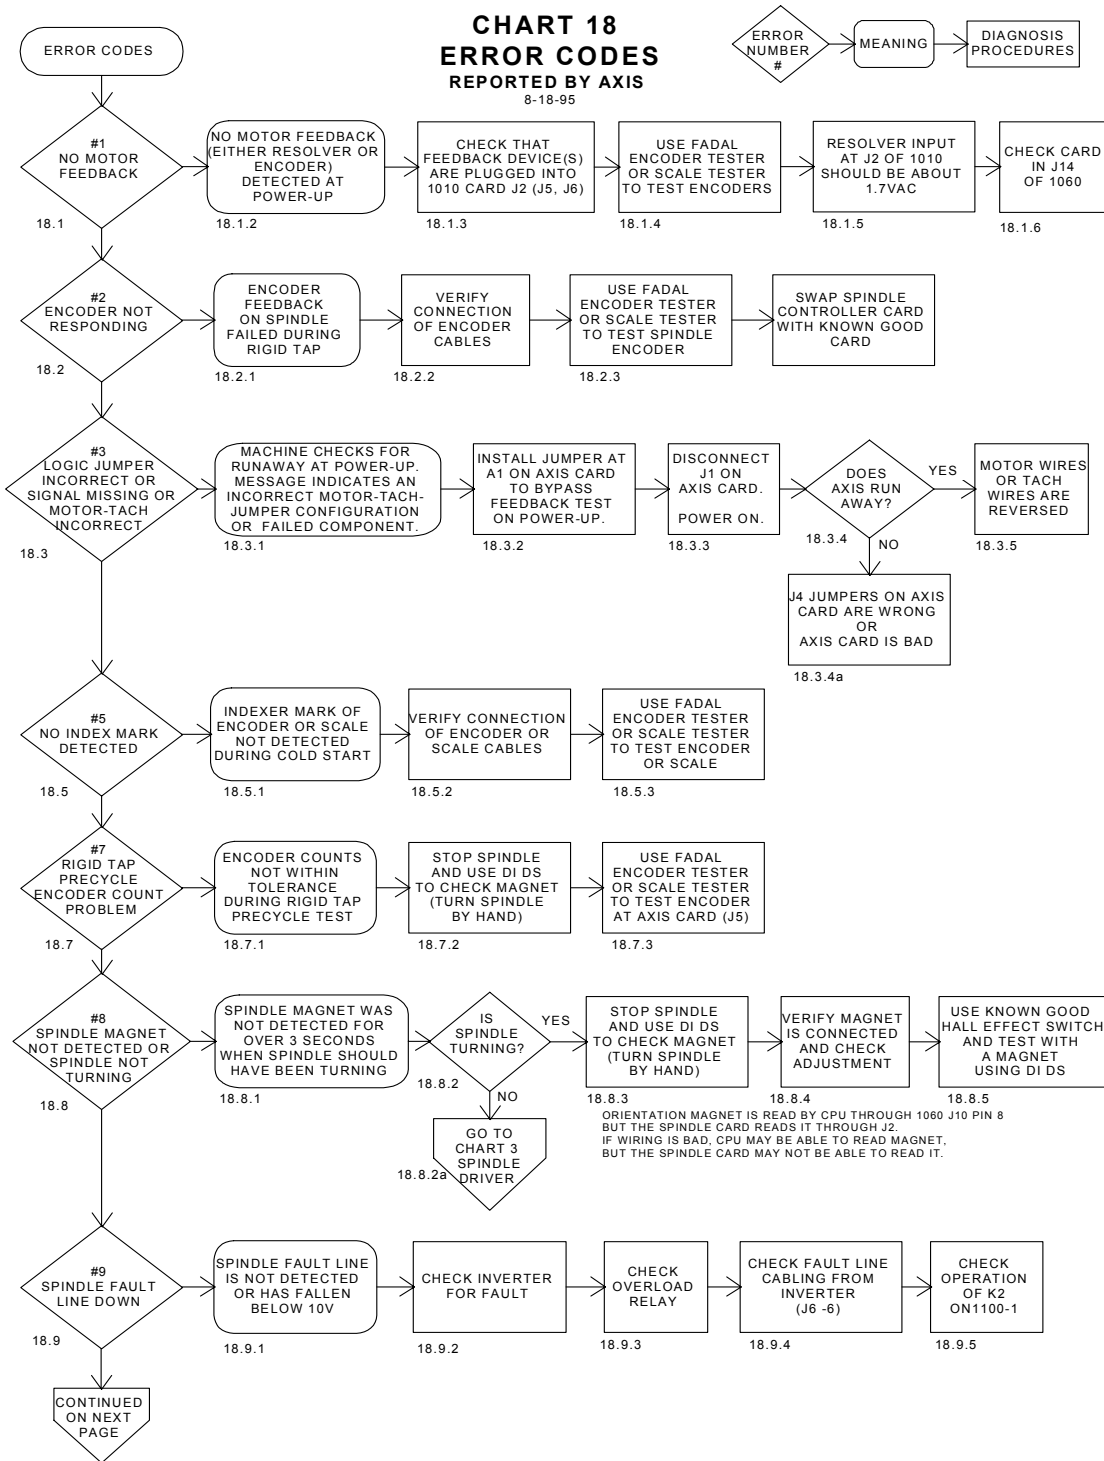 CHART 18
ERROR CODES
REPORTED BY AXIS
8-18-95
ERROR
NUMBER
#
MEANING
DIAGNOSIS
PROCEDURES
ERROR CODES
#1
NO MOTOR
FEEDBACK
18.1
NO MOTOR FEEDBACK
(EITHER RESOLVER OR
ENCODER)
DETECTED AT
POWER-UP
18.1.2
CHECK THAT
FEEDBACK DEVICE(S)
ARE PLUGGED INTO
1010 CARD J2 (J5, J6)
18.1.3
USE FADAL
ENCODER TESTER
OR SCALE TESTER
TO TEST ENCODERS
18.1.4
RESOLVER INPUT
AT J2 OF 1010
SHOULD BE ABOUT
1.7VAC
18.1.5
CHECK CARD
IN J14
OF 1060
18.1.6
#2
ENCODER NOT
RESPONDING
18.2
ENCODER
FEEDBACK
ON SPINDLE
FAILED DURING
RIGID TAP
18.2.1
VERIFY
CONNECTION
OF ENCODER
CABLES
18.2.2
USE FADAL
ENCODER TESTER
OR SCALE TESTER
TO TEST SPINDLE
ENCODER
18.2.3
SWAP SPINDLE
CONTROLLER CARD
WITH KNOWN GOOD
CARD
#3
LOGIC JUMPER
INCORRECT OR
SIGNAL MISSING OR
MOTOR-TACH
INCORRECT
18.3
MACHINE CHECKS FOR
RUNAWAY AT POWER-UP.
MESSAGE INDICATES AN
INCORRECT MOTOR-TACH-
JUMPER CONFIGURATION
OR FAILED COMPONENT.
18.3.1
INSTALL JUMPER AT
A1 ON AXIS CARD
TO BYPASS
FEEDBACK TEST
ON POWER-UP.
18.3.2
DISCONNECT
J1 ON
AXIS CARD.
POWER ON.
18.3.3
DOES
AXIS RUN
AWAY?
18.3.4
YES
MOTOR WIRES
OR TACH
WIRES ARE
REVERSED
18.3.5
NO
J4 JUMPERS ON AXIS
CARD ARE WRONG
OR
AXIS CARD IS BAD
18.3.4a
#5
NO INDEX MARK
DETECTED
18.5
INDEXER MARK OF
ENCODER OR SCALE
NOT DETECTED
DURING COLD START
18.5.1
VERIFY CONNECTION
OF ENCODER OR
SCALE CABLES
18.5.2
USE FADAL
ENCODER TESTER
OR SCALE TESTER
TO TEST ENCODER
OR SCALE
18.5.3
#7
RIGID TAP
PRECYCLE
ENCODER COUNT
PROBLEM
18.7
ENCODER COUNTS
NOT WITHIN
TOLERANCE
DURING RIGID TAP
PRECYCLE TEST
18.7.1
STOP SPINDLE
AND USE DI DS
TO CHECK MAGNET
(TURN SPINDLE
BY HAND)
18.7.2
USE FADAL
ENCODER TESTER
OR SCALE TESTER
TO TEST ENCODER
AT AXIS CARD (J5)
18.7.3
#8
SPINDLE MAGNET
NOT DETECTED OR
SPINDLE NOT
TURNING
18.8
SPINDLE MAGNET WAS
NOT DETECTED FOR
OVER 3 SECONDS
WHEN SPINDLE SHOULD
HAVE BEEN TURNING
18.8.1
IS
SPINDLE
TURNING?
18.8.2
YES
STOP SPINDLE
AND USE DI DS
TO CHECK MAGNET
(TURN SPINDLE
BY HAND)
18.8.3
VERIFY MAGNET
IS CONNECTED
AND CHECK
ADJUSTMENT
18.8.4
USE KNOWN GOOD
HALL EFFECT SWITCH
AND TEST WITH
A MAGNET
USING DI DS
18.8.5
NO
GO TO
CHART 3
SPINDLE
DRIVER
18.8.2a
ORIENTATION MAGNET IS READ BY CPU THROUGH 1060 J10 PIN 8
BUT THE SPINDLE CARD READS IT THROUGH J2.
IF WIRING IS BAD, CPU MAY BE ABLE TO READ MAGNET,
BUT THE SPINDLE CARD MAY NOT BE ABLE TO READ IT.
#9
SPINDLE FAULT
LINE DOWN
18.9
SPINDLE FAULT LINE
IS NOT DETECTED
OR HAS FALLEN
BELOW 10V
18.9.1
CHECK INVERTER
FOR FAULT
18.9.2
CHECK
OVERLOAD
RELAY
18.9.3
CHECK FAULT LINE
CABLING FROM
INVERTER
(J6 -6)
18.9.4
CHECK
OPERATION
OF K2
ON1100-1
18.9.5
CONTINUED
ON NEXT
PAGE